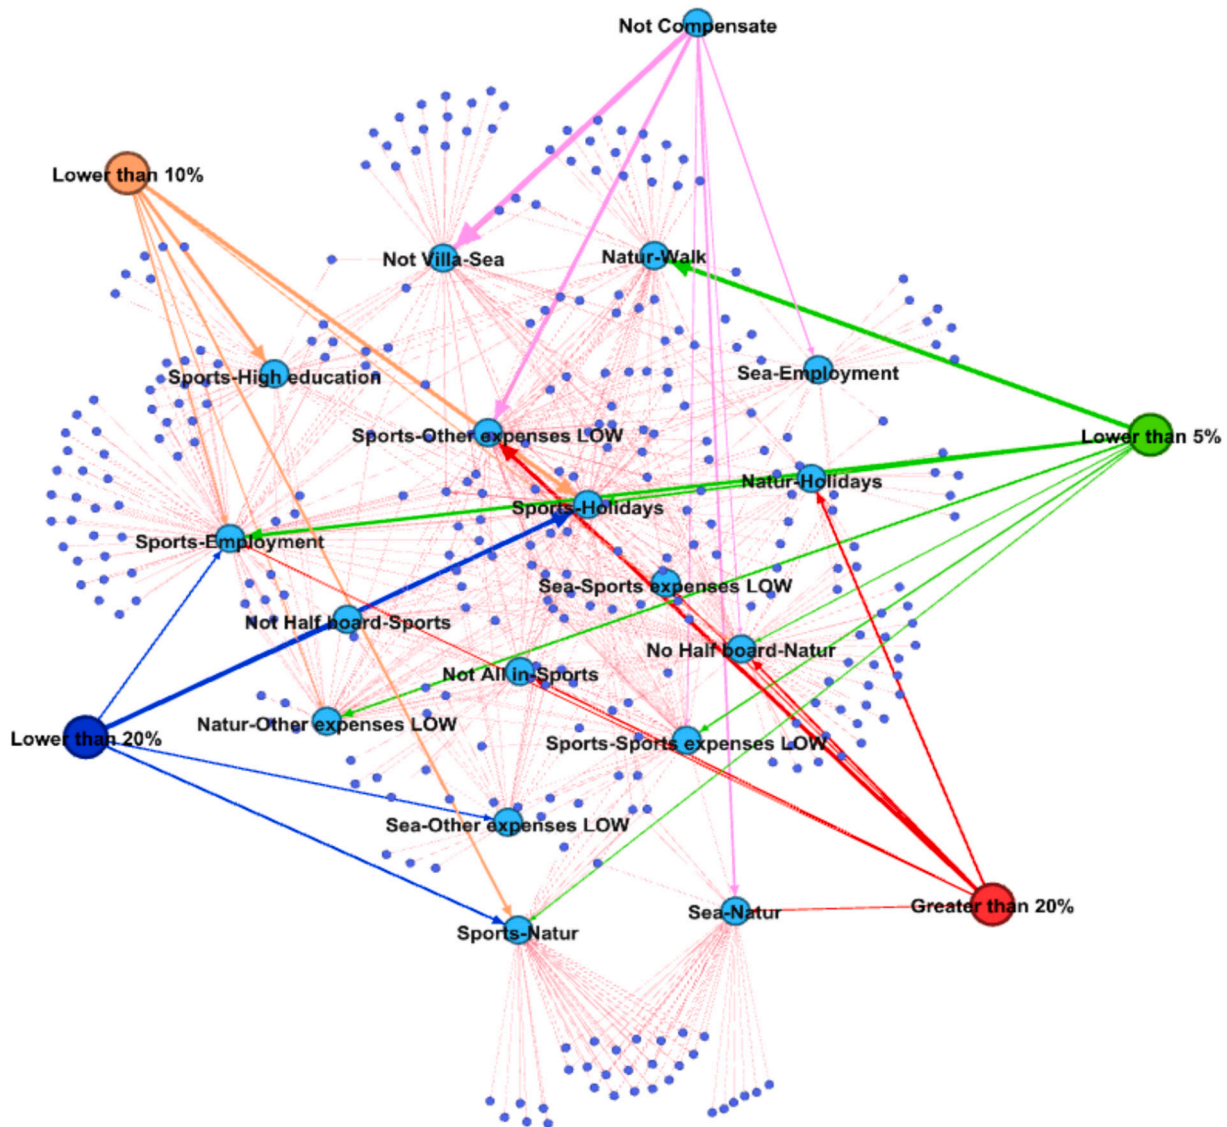 Not Compensate
Lower than 10%
Not Villa-Sea
Natur-Walk
Sports-High education
Sea-Employment
Sports-Other expenses LOW
Lower than 5%
Natur-Holidays
Sports-Holidays
Sports-Employment
Sea-Sports expenses LOW
Not Half board-Sports
No Half board-Natur
Not All in-Sports
Natur-Other expenses LOW
Lower than 20%
Sports-Sports expenses LOW
Sea-Other expenses LOW
Greater than 20%
Sea-Natur
Sports-Natur